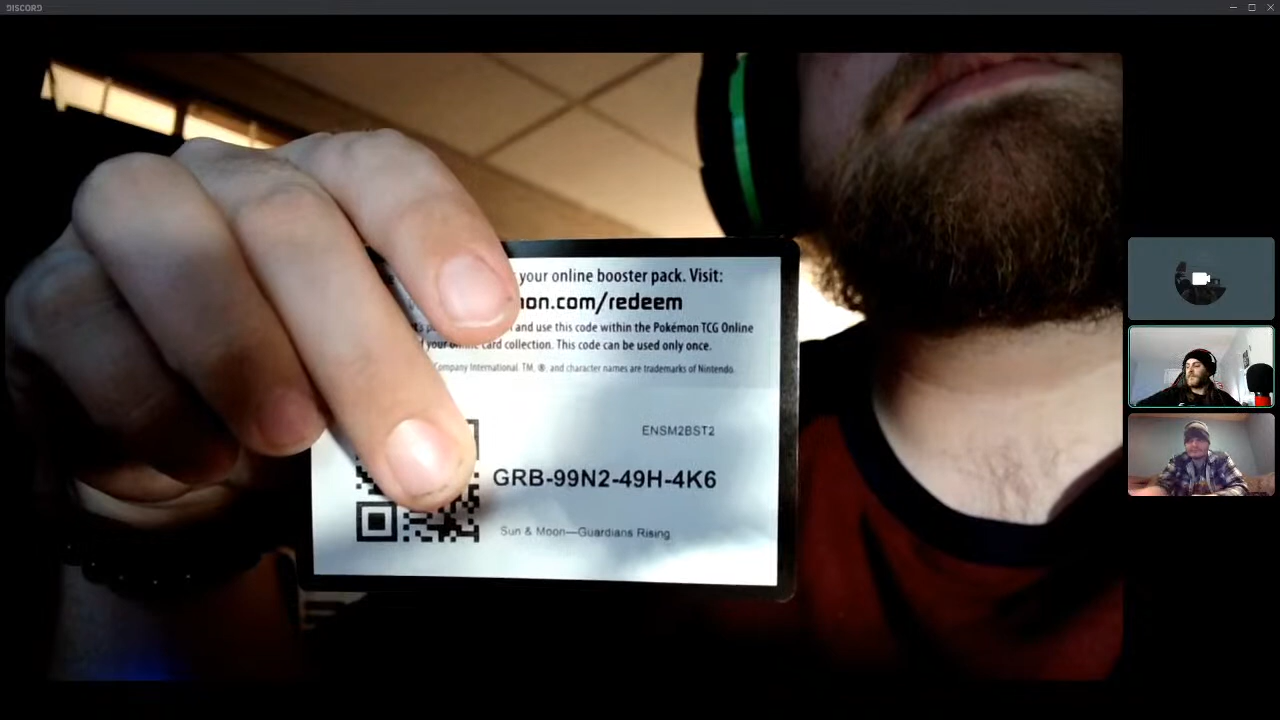 DISCORD
your online booster pack. Visit:
non.com/redeem
and use this code within the Pokémon TCG Online
your card collection. This code can be used only once.
Company International. TM, ®, and character names are trademarks of Nintendo.
ENSM2BST2
GRB-99N2-49H-4K6
Sun & Moon—Guardians Rising